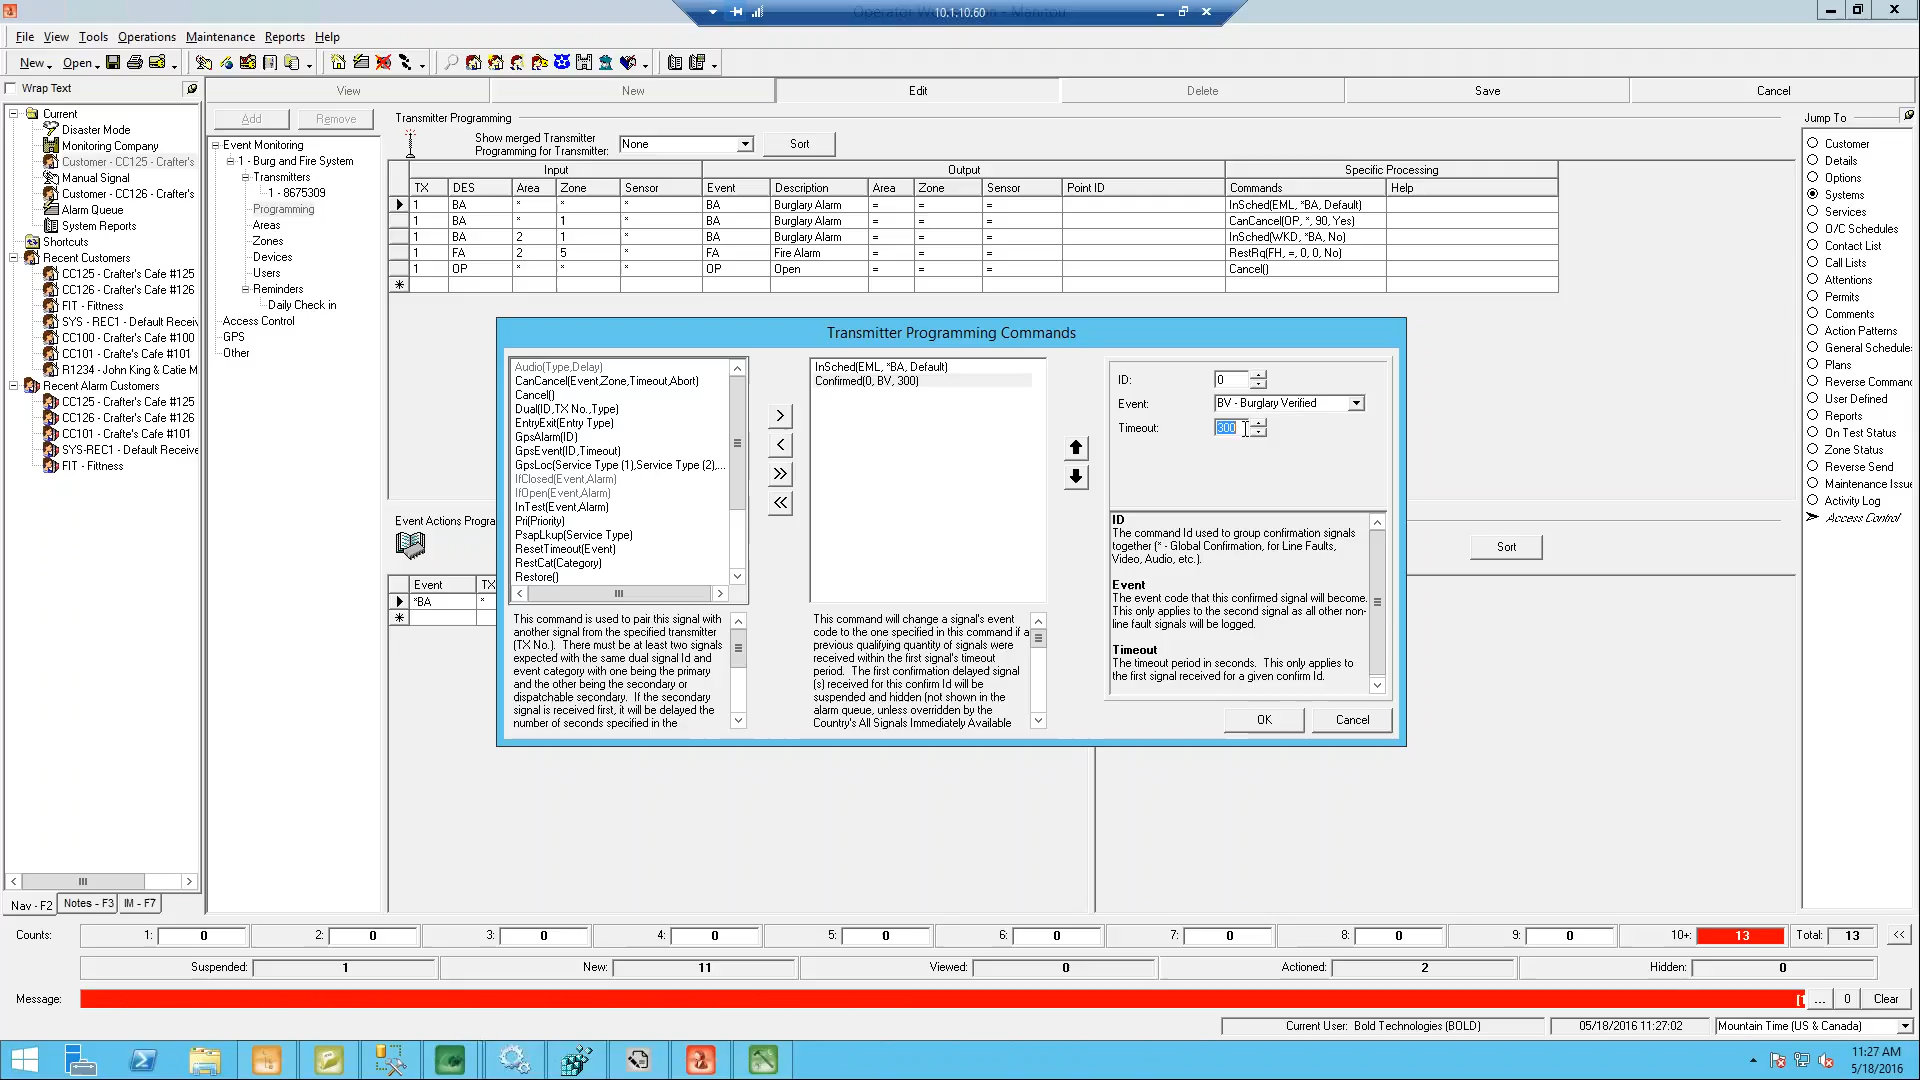 10.1.10.60
File View Tools Operations Maintenance Reports Help
New Open
Wrap Text
View New Edit Delete Save Cancel
Current
Disaster Mode
Monitoring Company
Customer - CC125 - Crafter's
Manual Signal
Customer - CC126 - Crafter's
Alarm Queue
System Reports
Shortcuts
Recent Customers
CC125 - Crafter's Cafe #125
CC126 - Crafter's Cafe #126
FIT - Fittness
SYS - REC1 - Default Receiv
CC100 - Crafter's Cafe #100
CC101 - Crafte's Cafe #101
R1234 - John King & Catie M
Recent Alarm Customers
CC125 - Crafter's Cafe #125
CC126 - Crafter's Cafe #126
CC101 - Crafte's Cafe #101
SYS-REC1 - Default Receive
FIT - Fittness
Nav - F2 Notes - F3 IM - F7
Add Remove
Event Monitoring
1 - Burg and Fire System
Transmitters
1 - 8675309
Programming
Areas
Zones
Devices
Users
Reminders
Daily Check in
Access Control
GPS
Other
Transmitter Programming
Show merged Transmitter
Programming for Transmitter: None Sort
Input Output Specific Processing
TX DES Area Zone Sensor Event Description Area Zone Sensor Point ID Commands Help
1 BA * * * BA Burglary Alarm = = = InSched(EML, *BA, Default)
1 BA * 1 * BA Burglary Alarm = = = CanCancel(OP, *, 90, Yes)
1 BA 2 1 * BA Burglary Alarm = = = InSched(WKD, *BA, No)
1 FA 2 5 * FA Fire Alarm = = = RestRq(FH, =, 0, 0, No)
1 OP * * * OP Open = = = Cancel()
Event Actions Progra
Sort
Event TX
*BA *
Transmitter Programming Commands
Audio(Type,Delay)
CanCancel(Event,Zone,Timeout,Abort)
Cancel()
Dual(ID,TX No.,Type)
EntryExit(Entry Type)
GpsAlarm(ID)
GpsEvent(ID,Timeout)
GpsLoc(Service Type (1),Service Type (2),...
IfClosed(Event,Alarm)
IfOpen(Event,Alarm)
InTest(Event,Alarm)
Pri(Priority)
PsapLkup(Service Type)
ResetTimeout(Event)
RestCat(Category)
Restore()
This command is used to pair this signal with
another signal from the specified transmitter
(TX No.). There must be at least two signals
expected with the same dual signal Id and
event category with one being the primary
and the other being the secondary or
dispatchable secondary. If the secondary
signal is received first, it will be delayed the
number of seconds specified in the
> < >> <<
InSched(EML, *BA, Default)
Confirmed(0, BV, 300)
This command will change a signal's event
code to the one specified in this command if a
previous qualifying quantity of signals were
received within the first signal's timeout
period. The first confirmation delayed signal
(s) received for this confirm Id will be
suspended and hidden (not shown in the
alarm queue, unless overridden by the
Country's All Signals Immediately Available
ID: 0
Event: BV - Burglary Verified
Timeout: 300
ID
The command Id used to group confirmation signals
together (* - Global Confirmation, for Line Faults,
Video, Audio, etc.).
Event
The event code that this confirmed signal will become.
This only applies to the second signal as all other non-
line fault signals will be logged.
Timeout
The timeout period in seconds. This only applies to
the first signal received for a given confirm Id.
OK Cancel
Jump To
Customer
Details
Options
Systems
Services
O/C Schedules
Contact List
Call Lists
Attentions
Permits
Comments
Action Patterns
General Schedule:
Plans
Reverse Comman
User Defined
Reports
On Test Status
Zone Status
Reverse Send
Maintenance Issu
Activity Log
Access Control
Counts: 1: 0 2: 0 3: 0 4: 0 5: 0 6: 0 7: 0 8: 0 9: 0 10+: 13 Total: 13 <<
Suspended: 1 New: 11 Viewed: 0 Actioned: 2 Hidden: 0
Message: ... 0 Clear
Current User: Bold Technologies (BOLD) 05/18/2016 11:27:02 Mountain Time (US & Canada)
11:27 AM
5/18/2016